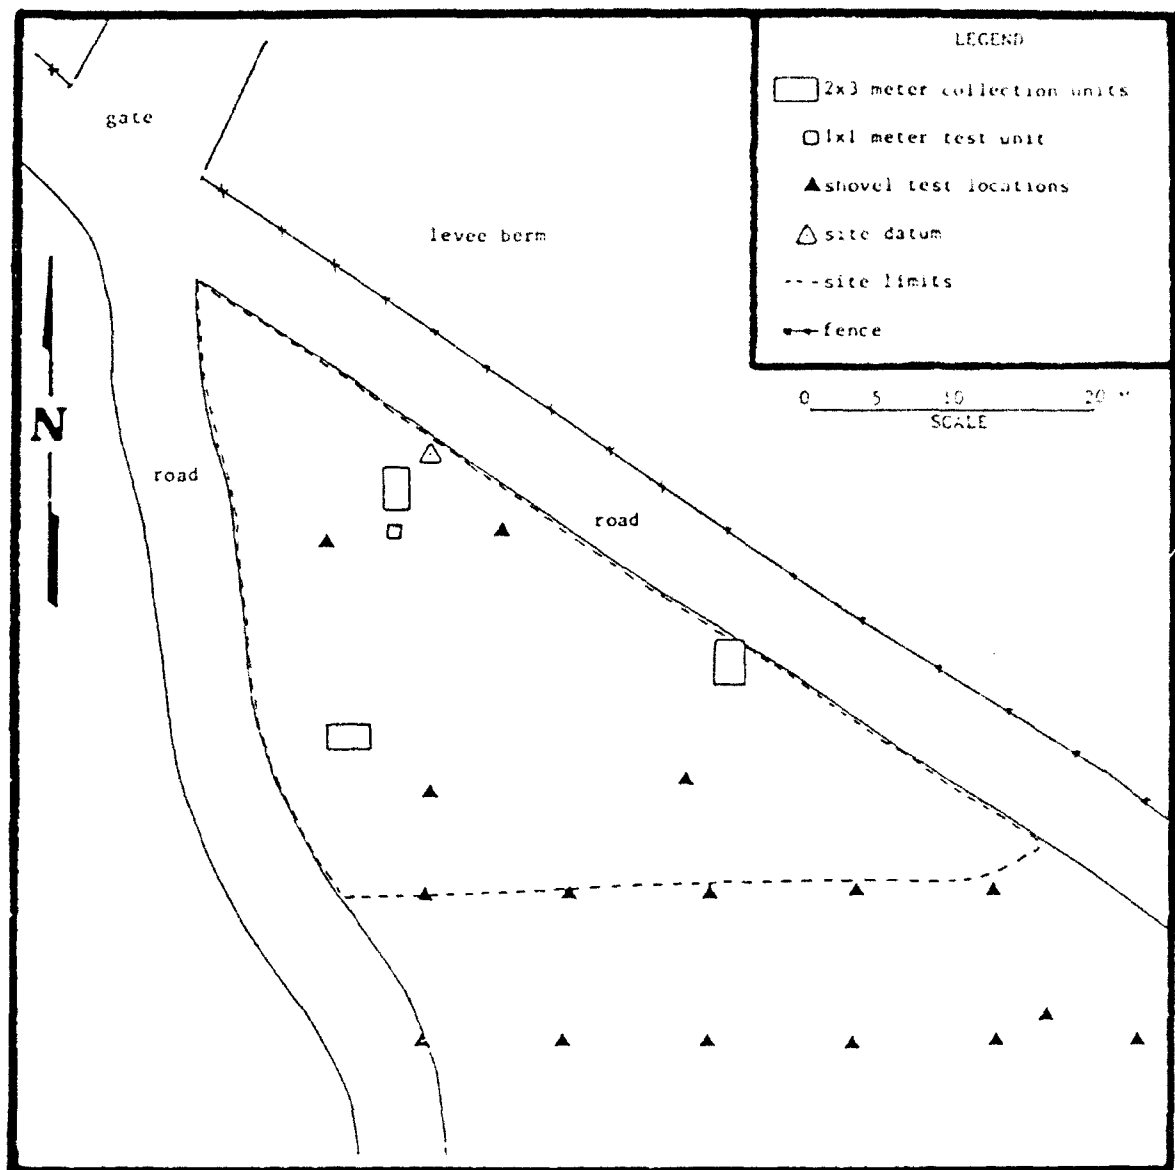 LEGEND
2x3 meter collection units
1x1 meter test unit
shovel test locations
site datum
site limits
fence
gate
levee berm
0 5 10 20 M
SCALE
N
road
road